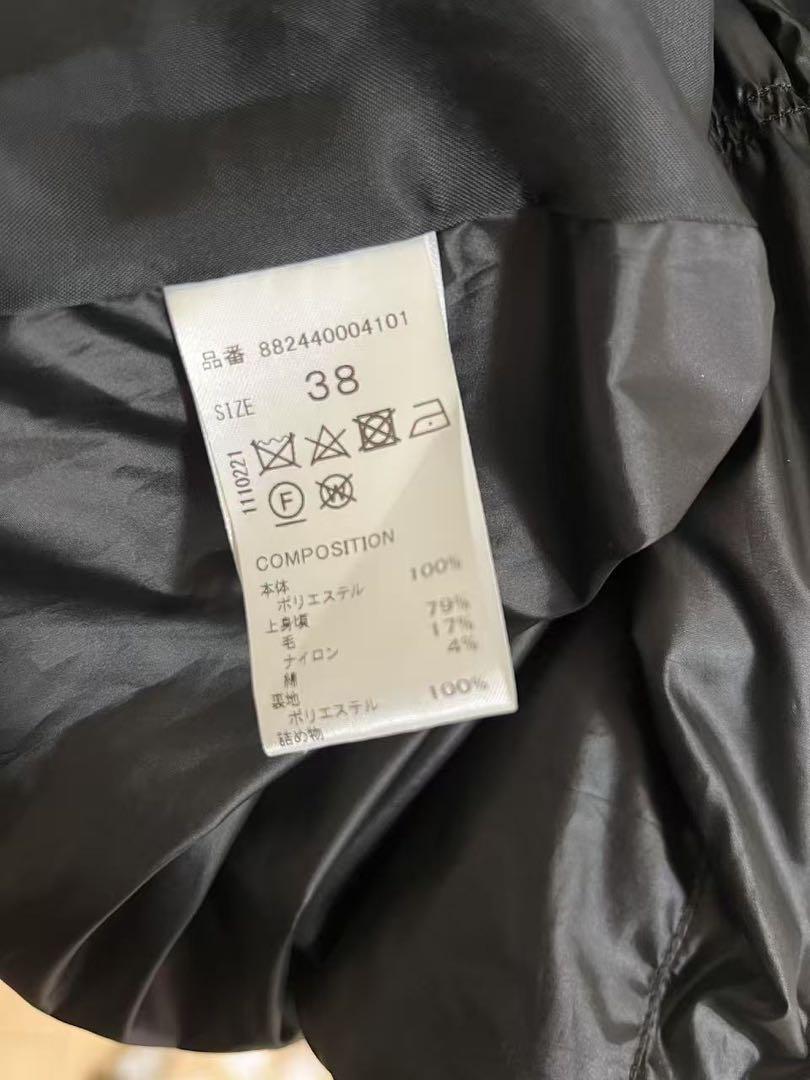 品番 882440004101
SIZE 38
1110221
F
W
COMPOSITION
本体
ポリエステル 100%
上身頃
毛 79%
ナイロン 17%
綿 4%
裏地
ポリエステル 100%
詰め物